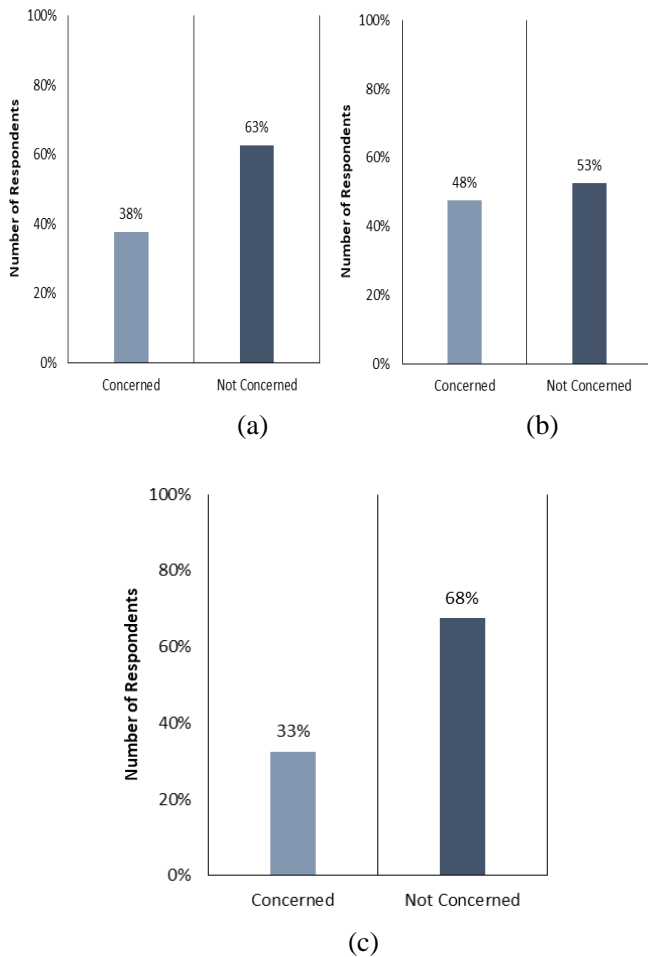 100%
80%
60%
40%
20%
0%
Number of Respondents
38%
63%
Concerned
Not Concerned
(a)
100%
80%
60%
40%
20%
0%
Number of Respondents
48%
53%
Concerned
Not Concerned
(b)
100%
80%
60%
40%
20%
0%
Number of Respondents
33%
68%
Concerned
Not Concerned
(c)